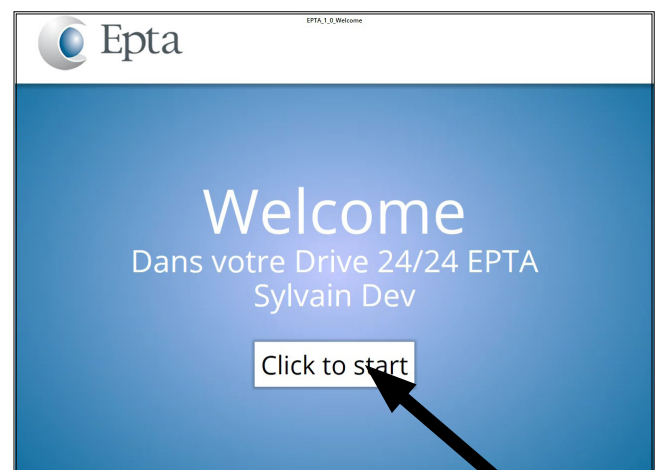 EPTA_1_0_Welcome
Epta
Welcome
Dans votre Drive 24/24 EPTA
Sylvain Dev
Click to start